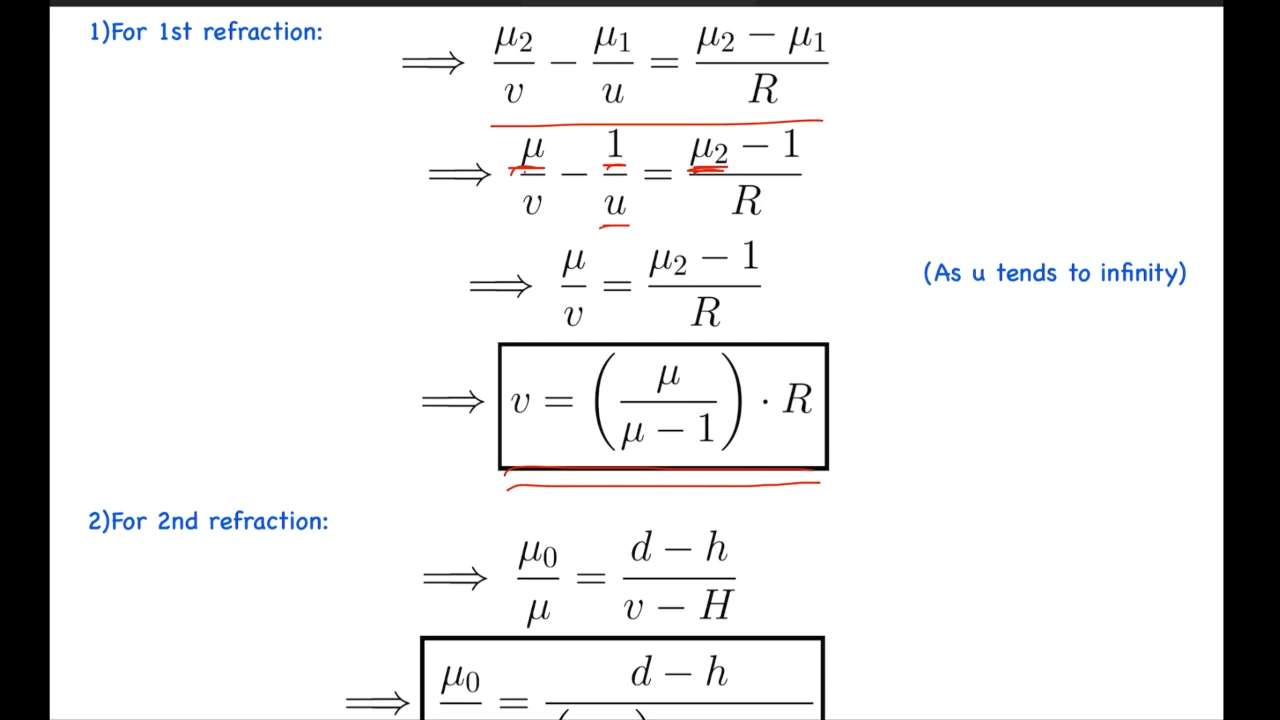 1)For 1st refraction:
⟹ μ₂/v − μ₁/u = (μ₂ − μ₁)/R
⟹ μ/v − 1/u = (μ₂ − 1)/R
⟹ μ/v = (μ₂ − 1)/R (As u tends to infinity)
⟹ v = (μ/(μ − 1)) · R
2)For 2nd refraction:
⟹ μ₀/μ = (d − h)/(v − H)
⟹ μ₀ = d − h